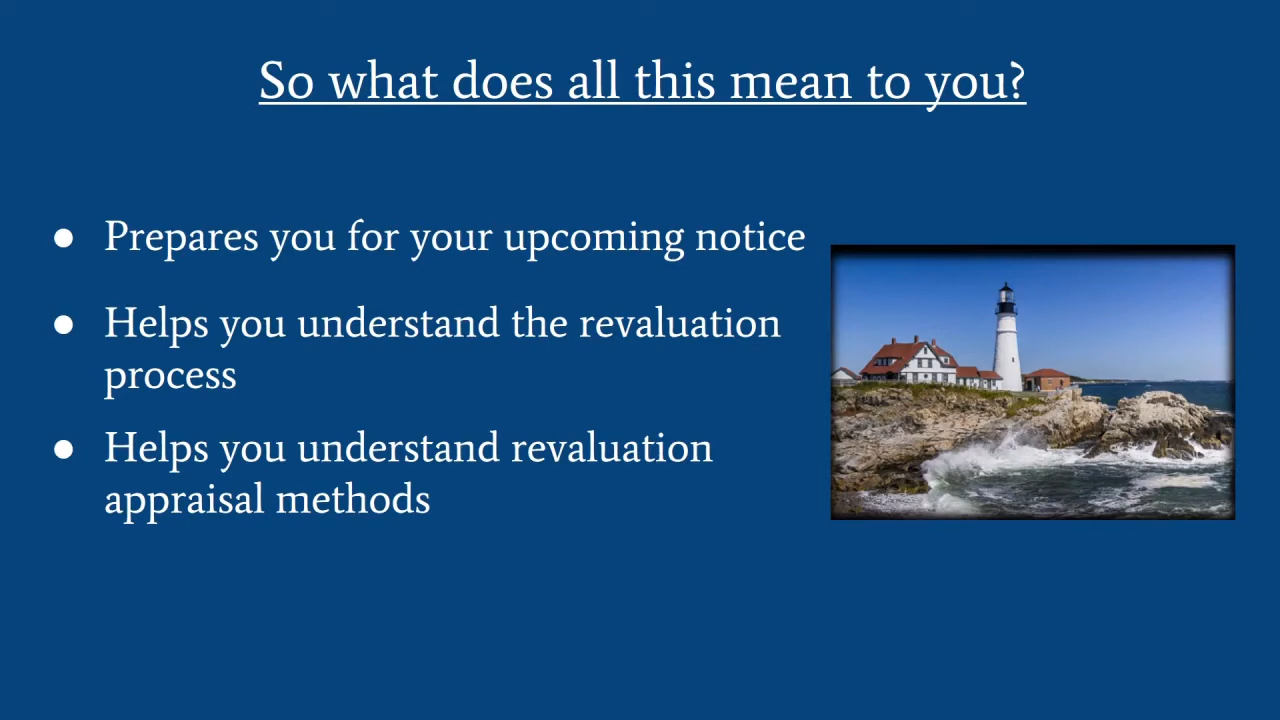 So what does all this mean to you?
● Prepares you for your upcoming notice
● Helps you understand the revaluation
process
● Helps you understand revaluation
appraisal methods